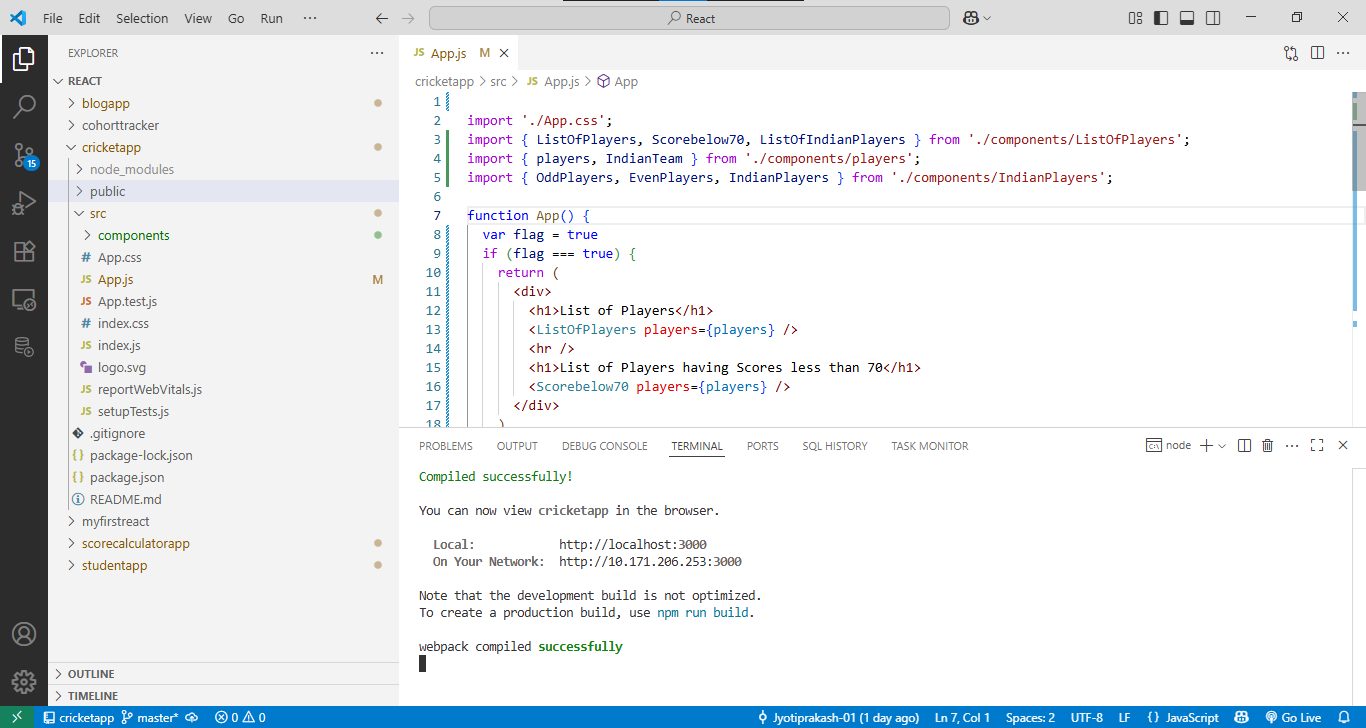 File Edit Selection View Go Run ··· React
EXPLORER ···
REACT
blogapp
cohorttracker
cricketapp
node_modules
public
src
components
# App.css
JS App.js M
JS App.test.js
# index.css
JS index.js
logo.svg
JS reportWebVitals.js
JS setupTests.js
.gitignore
{} package-lock.json
{} package.json
README.md
myfirstreact
scorecalculatorapp
studentapp
OUTLINE
TIMELINE
15
JS App.js M
cricketapp > src > JS App.js > App
1
2 import './App.css';
3 import { ListOfPlayers, Scorebelow70, ListOfIndianPlayers } from './components/ListOfPlayers';
4 import { players, IndianTeam } from './components/players';
5 import { OddPlayers, EvenPlayers, IndianPlayers } from './components/IndianPlayers';
6
7 function App() {
8 var flag = true
9 if (flag === true) {
10 return (
11 <div>
12 <h1>List of Players</h1>
13 <ListOfPlayers players={players} />
14 <hr />
15 <h1>List of Players having Scores less than 70</h1>
16 <Scorebelow70 players={players} />
17 </div>
18 )
PROBLEMS OUTPUT DEBUG CONSOLE TERMINAL PORTS SQL HISTORY TASK MONITOR node ···
Compiled successfully!
You can now view cricketapp in the browser.
Local: http://localhost:3000
On Your Network: http://10.171.206.253:3000
Note that the development build is not optimized.
To create a production build, use npm run build.
webpack compiled successfully
cricketapp master* 0 0 Jyotiprakash-01 (1 day ago) Ln 7, Col 1 Spaces: 2 UTF-8 LF {} JavaScript Go Live